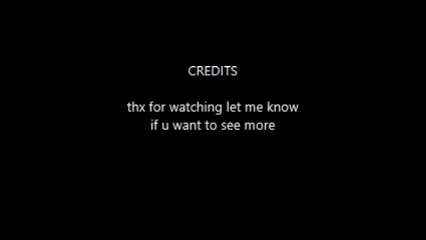 CREDITS
thx for watching let me know
if u want to see more